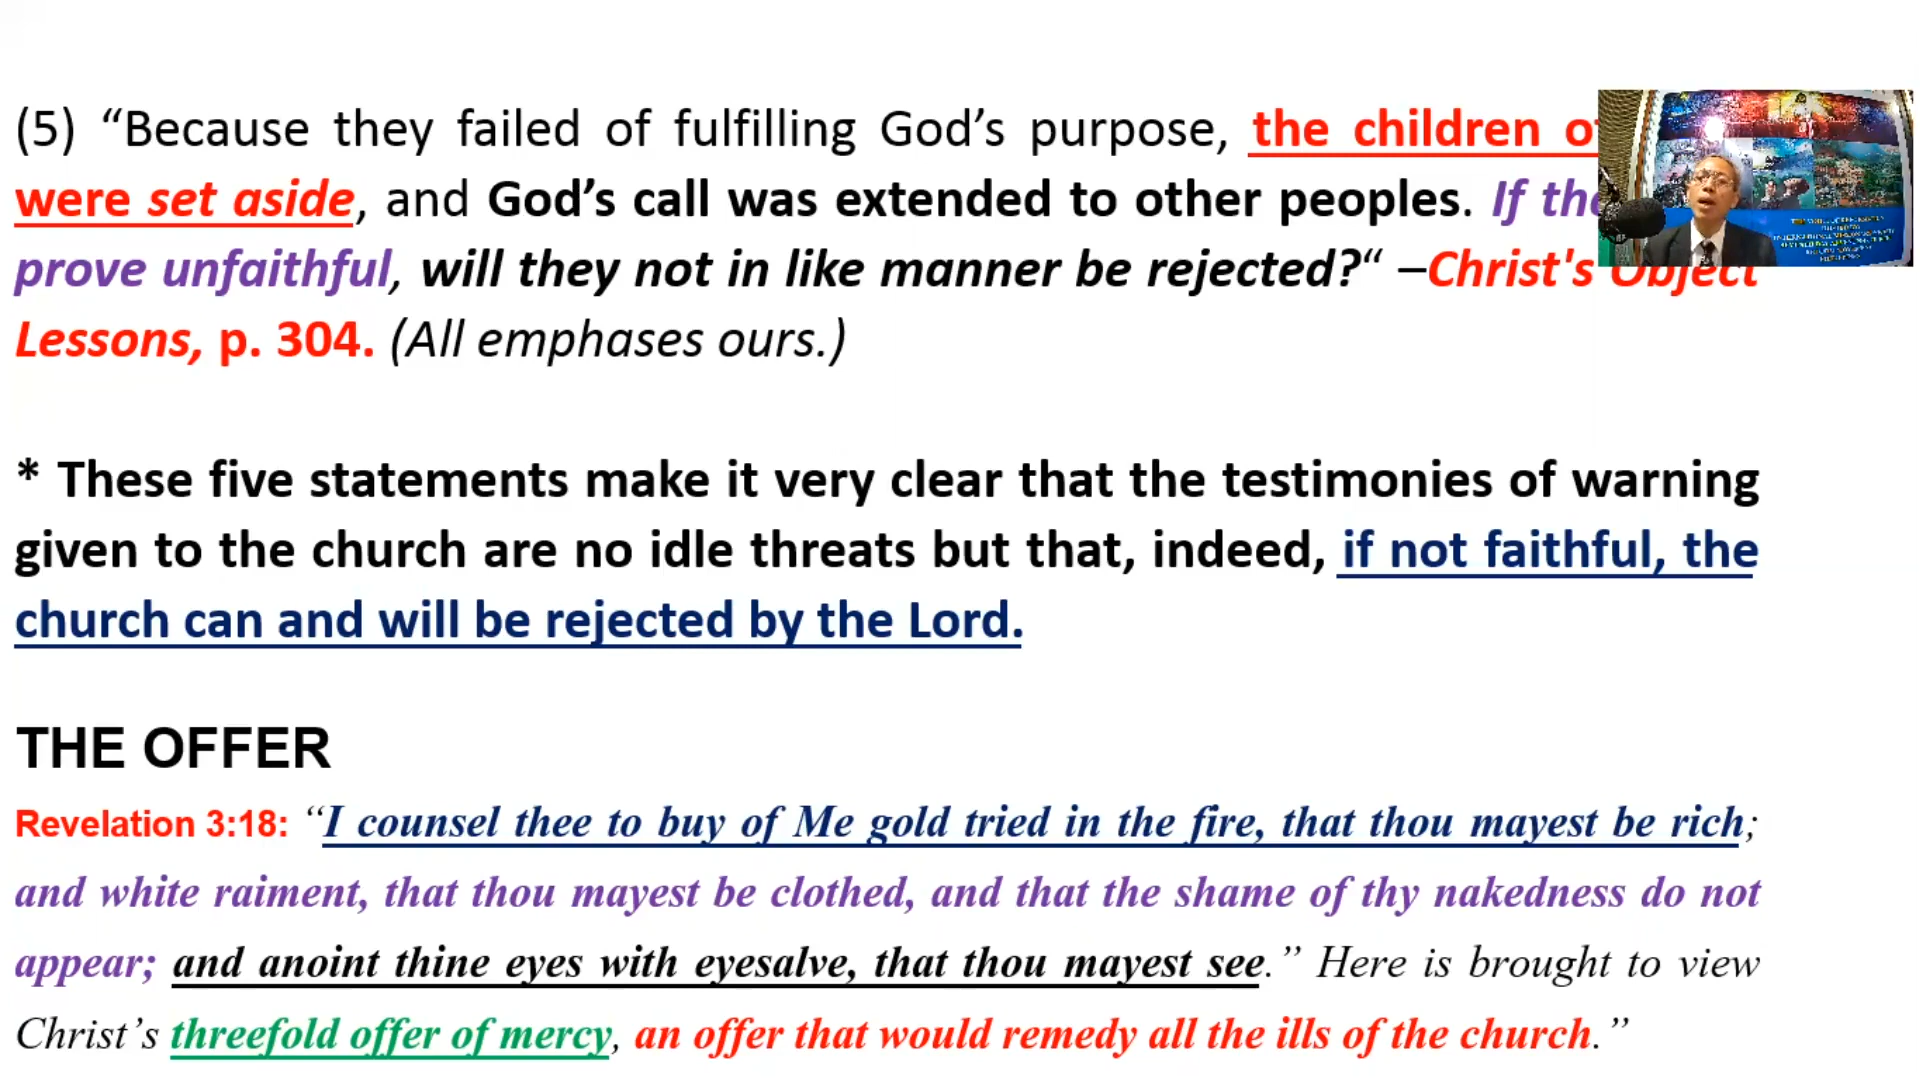 (5) “Because they failed of fulfilling God’s purpose, the children
were set aside, and God’s call was extended to other peoples. If
prove unfaithful, will they not in like manner be rejected?“ –Christ's Object
Lessons, p. 304. (All emphases ours.)
* These five statements make it very clear that the testimonies of warning
given to the church are no idle threats but that, indeed, if not faithful, the
church can and will be rejected by the Lord.
THE OFFER
Revelation 3:18: “I counsel thee to buy of Me gold tried in the fire, that thou mayest be rich;
and white raiment, that thou mayest be clothed, and that the shame of thy nakedness do not
appear; and anoint thine eyes with eyesalve, that thou mayest see.” Here is brought to view
Christ’s threefold offer of mercy, an offer that would remedy all the ills of the church.”